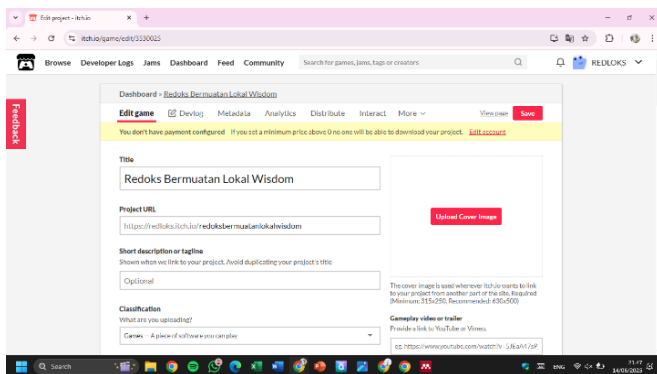 Edit project - itch.io
itch.io/game/edit/3530025
Browse Developer Logs Jams Dashboard Feed Community Search for games, jams, tags or creators REDLOKS
Feedback
Dashboard » Redoks Bermuatan Lokal Wisdom
Edit game Devlog Metadata Analytics Distribute Interact More View page Save
You don't have payment configured If you set a minimum price above 0 no one will be able to download your project. Edit account
Title
Redoks Bermuatan Lokal Wisdom
Project URL
https://redloks.itch.io/redoksbermuatanlokalwisdom
Short description or tagline
Shown when we link to your project. Avoid duplicating your project's title
Optional
Classification
What are you uploading?
Games — A piece of software you can play
Upload Cover Image
The cover image is used whenever itch.io wants to link
to your project from another part of the site. Required
(Minimum: 315x250, Recommended: 630x500)
Gameplay video or trailer
Provide a link to YouTube or Vimeo.
eg. https://www.youtube.com/watch?v
Search
ENG
21.47
14/05/2025